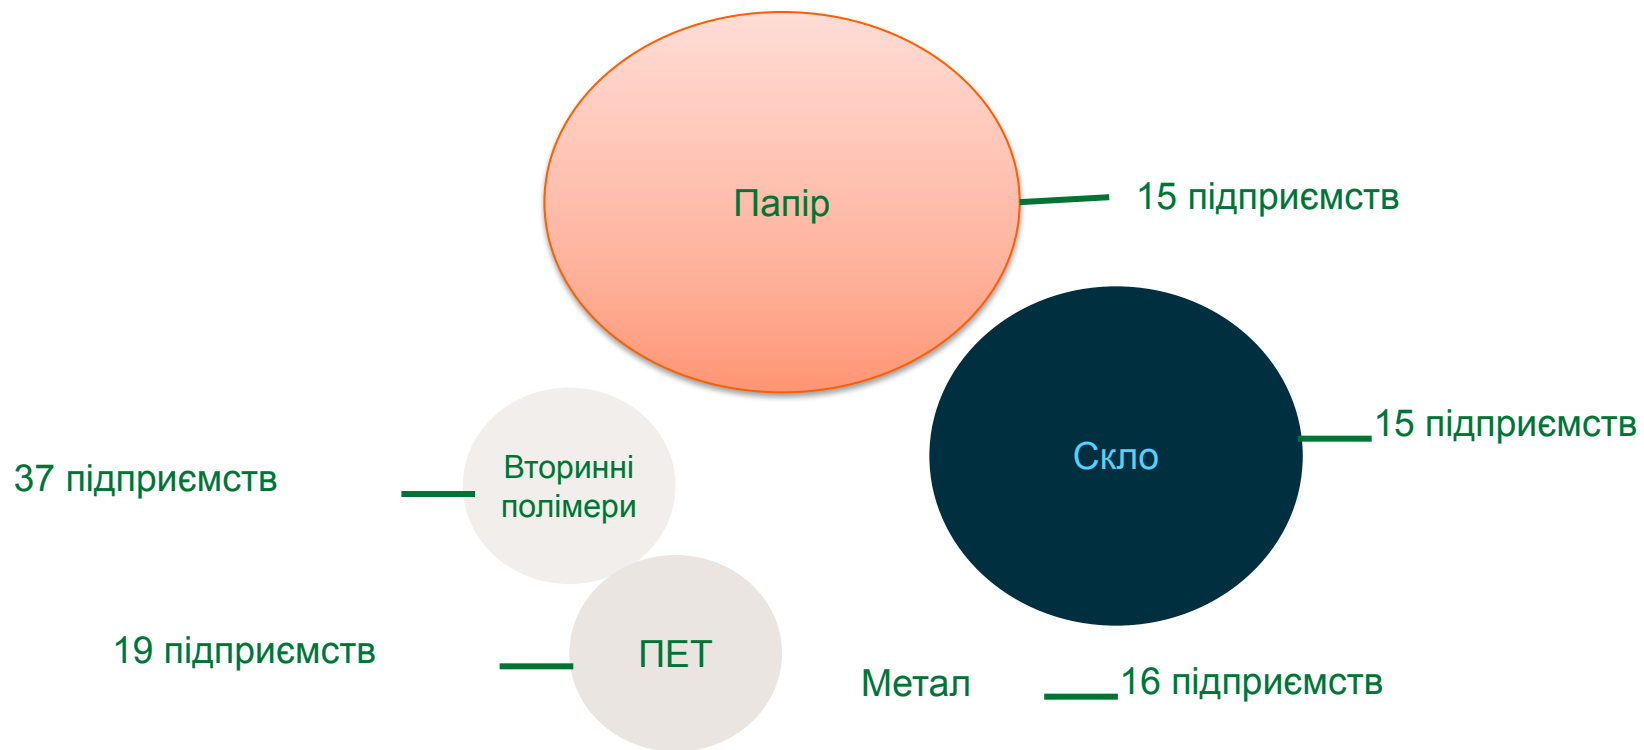 Папір
15 підприємств
Скло
15 підприємств
Вторинні
полімери
37 підприємств
ПЕТ
19 підприємств
Метал
16 підприємств